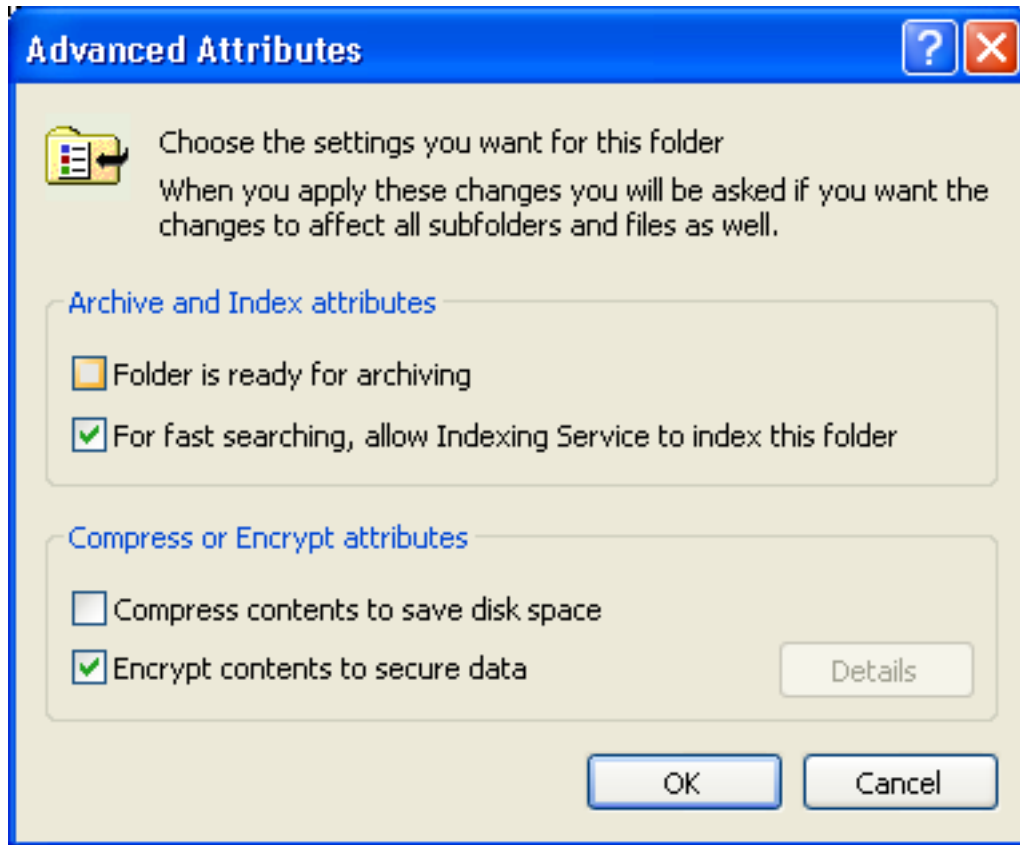 Advanced Attributes
Choose the settings you want for this folder
When you apply these changes you will be asked if you want the
changes to affect all subfolders and files as well.
Archive and Index attributes
Folder is ready for archiving
For fast searching, allow Indexing Service to index this folder
Compress or Encrypt attributes
Compress contents to save disk space
Encrypt contents to secure data
Details
OK
Cancel